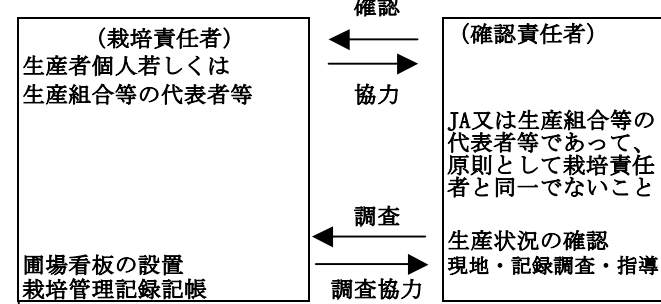 確認
（栽培責任者）
生産者個人若しくは
生産組合等の代表者等
協力
（確認責任者）
JA又は生産組合等の
代表者等であって、
原則として栽培責任
者と同一でないこと
調査
圃場看板の設置
栽培管理記録記帳
調査協力
生産状況の確認
現地・記録調査・指導